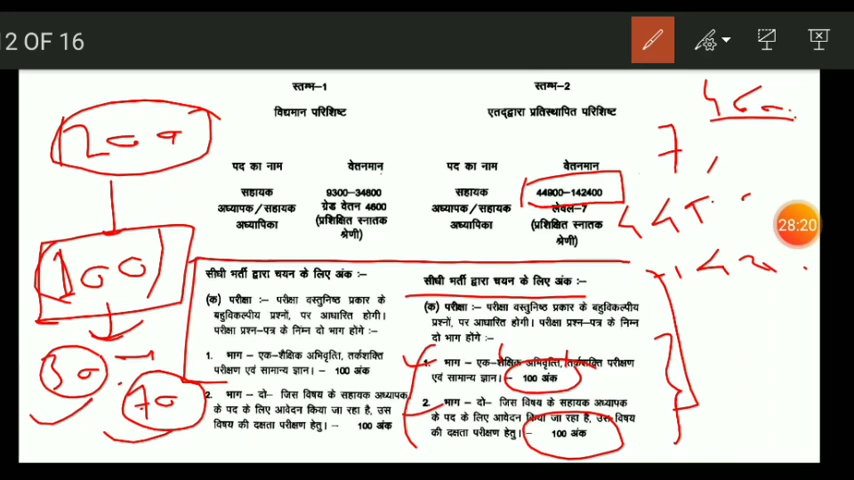 12 OF 16
28:20
स्तम्भ-1
विद्यमान परिशिष्ट
पद का नाम वेतनमान
सहायक 9300-34800
अध्यापक/सहायक ग्रेड वेतन 4600
अध्यापिका (प्रशिक्षित स्नातक
श्रेणी)
सीधी भर्ती द्वारा चयन के लिए अंक :-
(क) परीक्षा :- परीक्षा वस्तुनिष्ठ प्रकार के
बहुविकल्पीय प्रश्नों, पर आधारित होगी।
परीक्षा प्रश्न-पत्र के निम्न दो भाग होगे :-
1. भाग - एक-शैक्षिक अभिवृत्ति, तर्कशक्ति
परीक्षण एवं सामान्य ज्ञान। - 100 अंक
2. भाग - दो- जिस विषय के सहायक अध्यापक
के पद के लिए आवेदन किया जा रहा है, उस
विषय की दक्षता परीक्षण हेतु। - 100 अंक
स्तम्भ-2
एतद्द्वारा प्रतिस्थापित परिशिष्ट
पद का नाम वेतनमान
सहायक 44900-142400
अध्यापक/सहायक लेवल-7
अध्यापिका (प्रशिक्षित स्नातक
श्रेणी)
सीधी भर्ती द्वारा चयन के लिए अंक :-
(क) परीक्षा :- परीक्षा वस्तुनिष्ठ प्रकार के बहुविकल्पीय
प्रश्नों, पर आधारित होगी। परीक्षा प्रश्न-पत्र के निम्न
दो भाग होगे :-
1. भाग - एक-शैक्षिक अभिवृत्ति, तर्कशक्ति परीक्षण
एवं सामान्य ज्ञान। - 100 अंक
2. भाग - दो- जिस विषय के सहायक अध्यापक
के पद के लिए आवेदन किया जा रहा है, उस विषय
की दक्षता परीक्षण हेतु। - 100 अंक
200
100
30
70
7